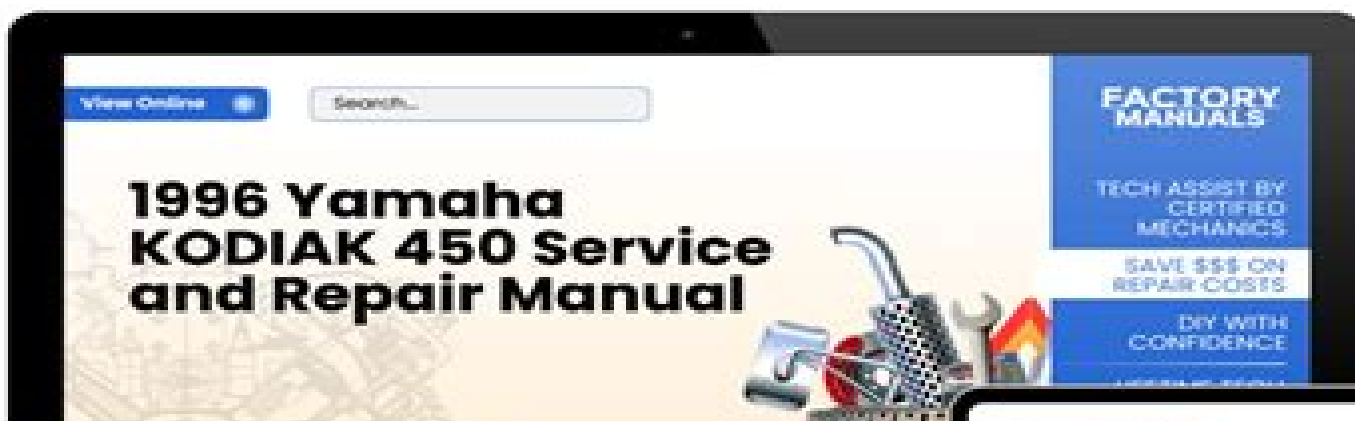 View Online
Search...
1996 Yamaha
KODIAK 450 Service
and Repair Manual
FACTORY
MANUALS
TECH ASSIST BY
CERTIFIED
MECHANICS
SAVE $$$ ON
REPAIR COSTS
DIY WITH
CONFIDENCE